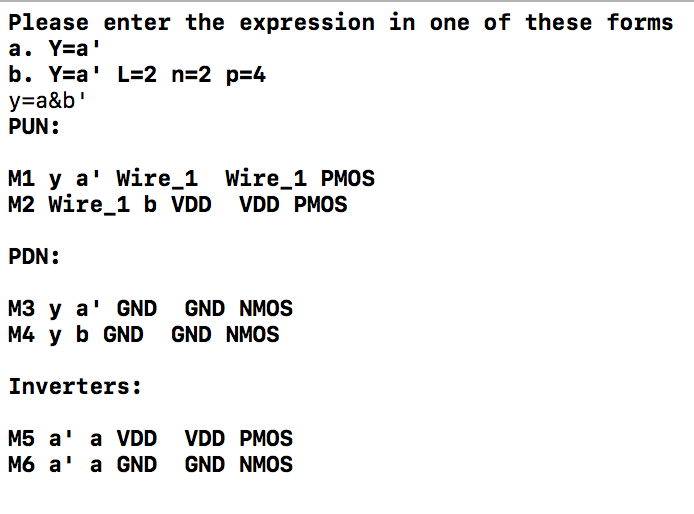 Please enter the expression in one of these forms
a. Y=a'
b. Y=a' L=2 n=2 p=4
y=a&b'
PUN:
M1 y a' Wire_1  Wire_1 PMOS
M2 Wire_1 b VDD  VDD PMOS
PDN:
M3 y a' GND  GND NMOS
M4 y b GND  GND NMOS
Inverters:
M5 a' a VDD  VDD PMOS
M6 a' a GND  GND NMOS